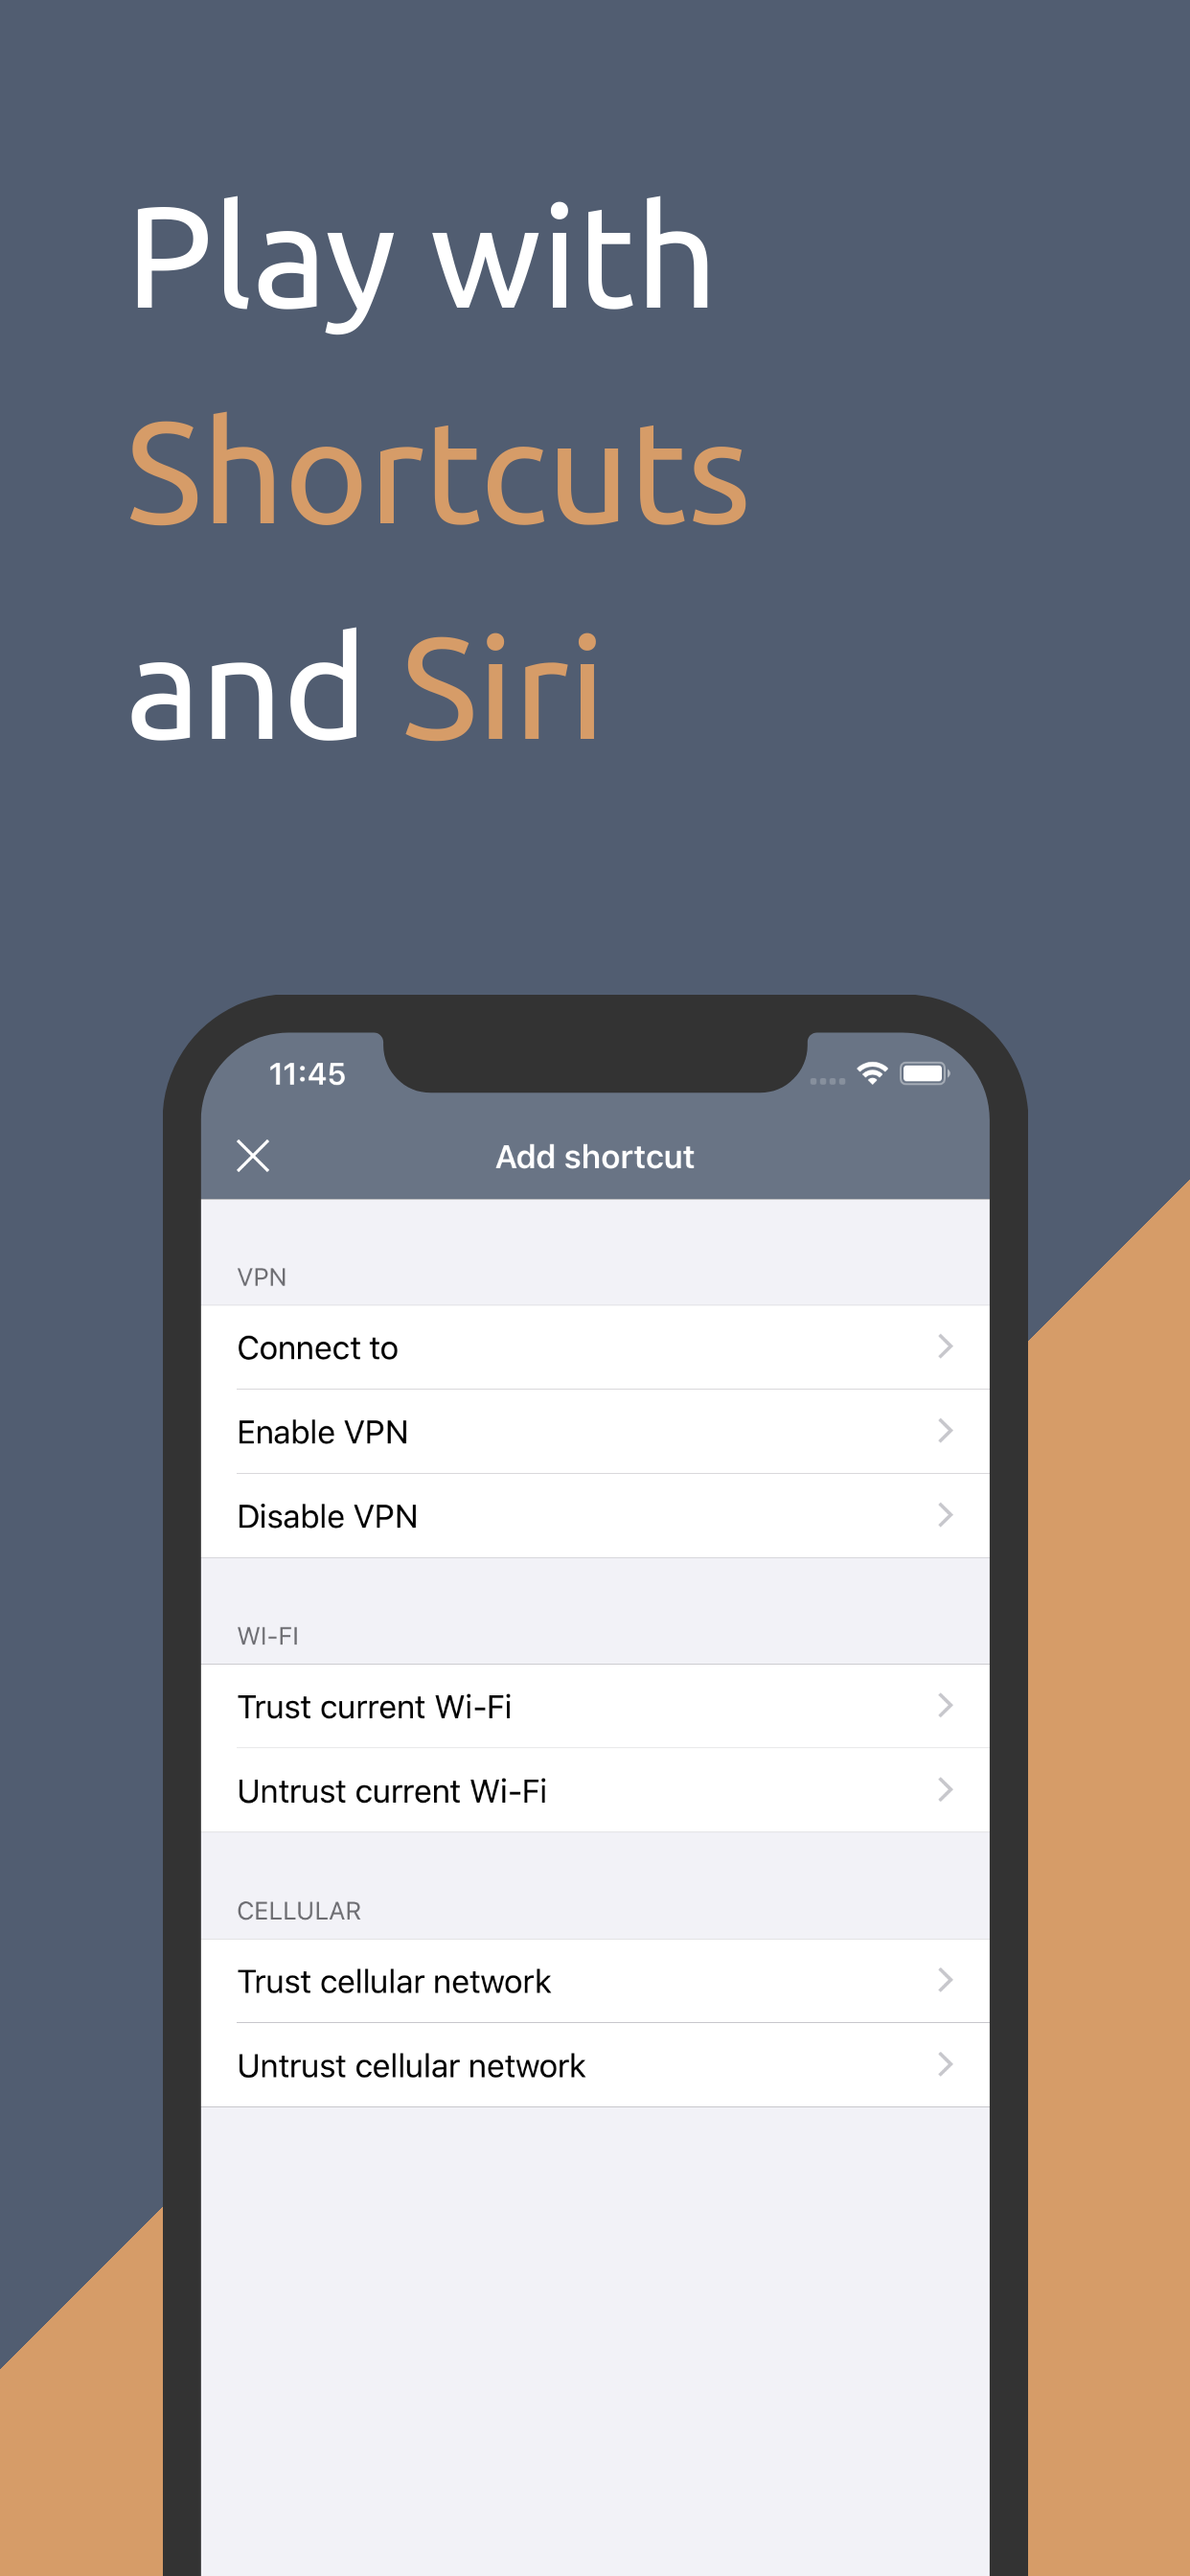 Play with
Shortcuts
and Siri
11:45
Add shortcut
VPN
Connect to
Enable VPN
Disable VPN
WI-FI
Trust current Wi-Fi
Untrust current Wi-Fi
CELLULAR
Trust cellular network
Untrust cellular network